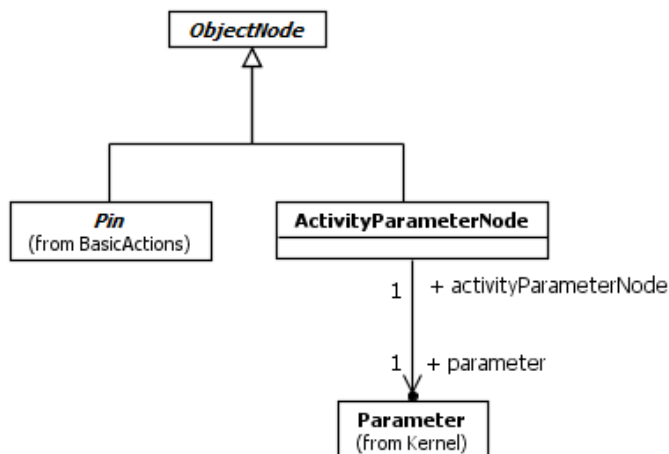 ObjectNode
Pin
(from BasicActions)
ActivityParameterNode
1 + activityParameterNode
1 + parameter
Parameter
(from Kernel)